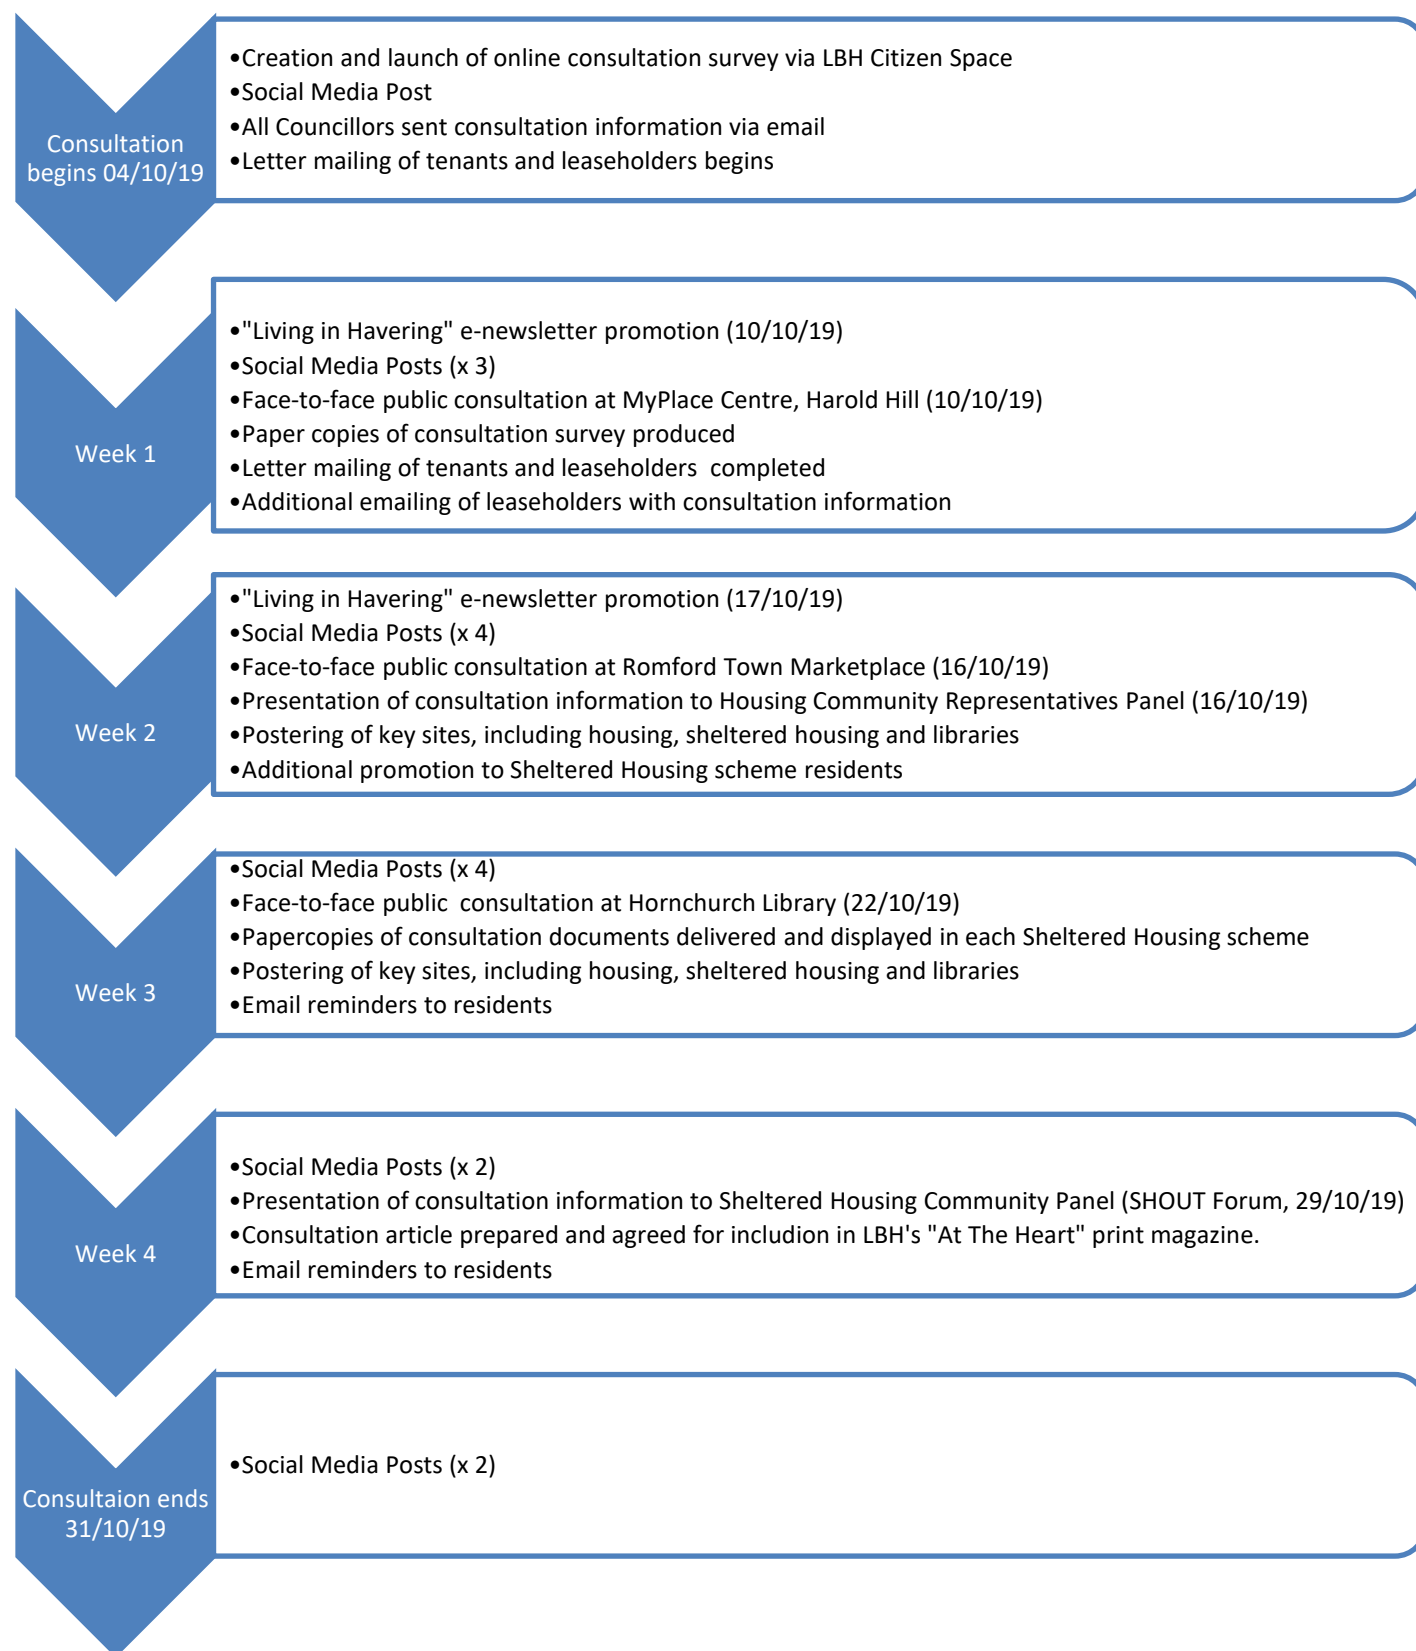 Consultation
begins 04/10/19
•Creation and launch of online consultation survey via LBH Citizen Space
•Social Media Post
•All Councillors sent consultation information via email
•Letter mailing of tenants and leaseholders begins
Week 1
•"Living in Havering" e-newsletter promotion (10/10/19)
•Social Media Posts (x 3)
•Face-to-face public consultation at MyPlace Centre, Harold Hill (10/10/19)
•Paper copies of consultation survey produced
•Letter mailing of tenants and leaseholders  completed
•Additional emailing of leaseholders with consultation information
Week 2
•"Living in Havering" e-newsletter promotion (17/10/19)
•Social Media Posts (x 4)
•Face-to-face public consultation at Romford Town Marketplace (16/10/19)
•Presentation of consultation information to Housing Community Representatives Panel (16/10/19)
•Postering of key sites, including housing, sheltered housing and libraries
•Additional promotion to Sheltered Housing scheme residents
Week 3
•Social Media Posts (x 4)
•Face-to-face public  consultation at Hornchurch Library (22/10/19)
•Papercopies of consultation documents delivered and displayed in each Sheltered Housing scheme
•Postering of key sites, including housing, sheltered housing and libraries
•Email reminders to residents
Week 4
•Social Media Posts (x 2)
•Presentation of consultation information to Sheltered Housing Community Panel (SHOUT Forum, 29/10/19)
•Consultation article prepared and agreed for includion in LBH's "At The Heart" print magazine.
•Email reminders to residents
Consultaion ends
31/10/19
•Social Media Posts (x 2)